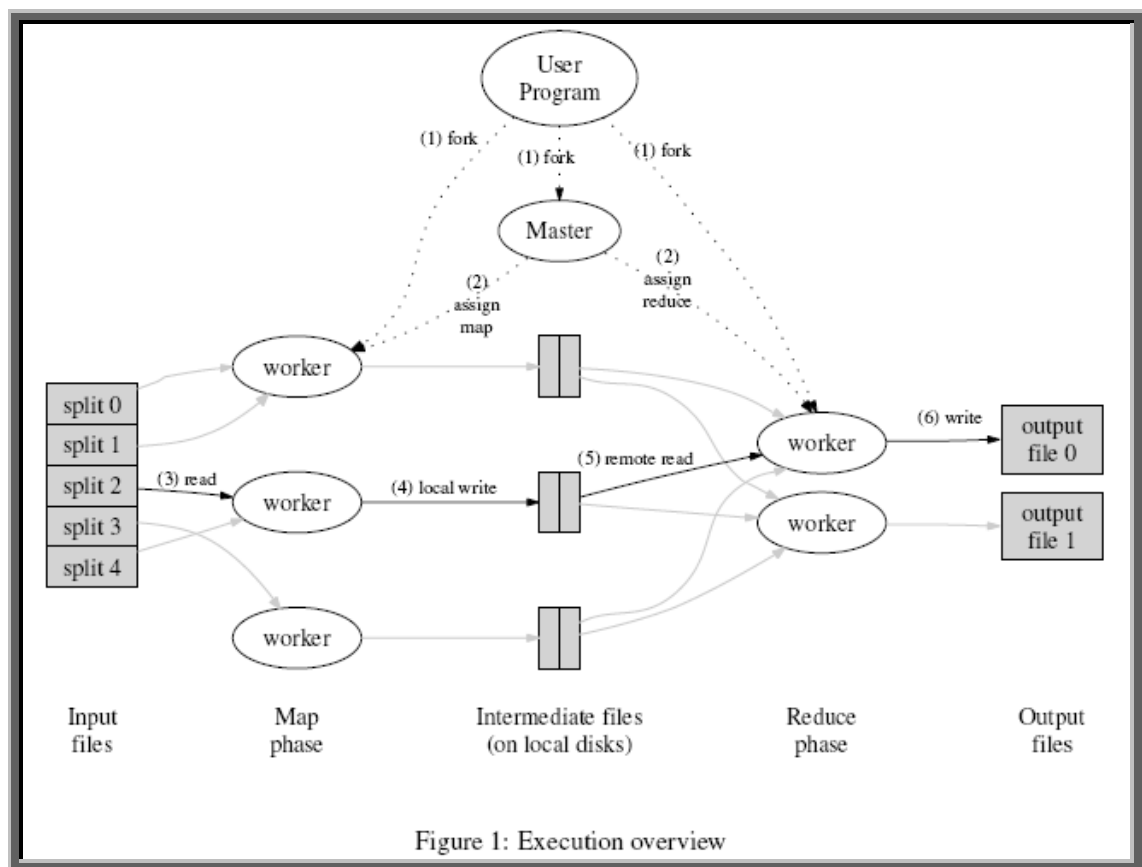 User
Program
(1) fork
(1) fork
(1) fork
Master
(2)
assign
map
(2)
assign
reduce
worker
split 0
split 1
split 2
split 3
split 4
(3) read
worker
(4) local write
(5) remote read
worker
(6) write
output
file 0
worker
output
file 1
worker
Input
files
Map
phase
Intermediate files
(on local disks)
Reduce
phase
Output
files
Figure 1: Execution overview